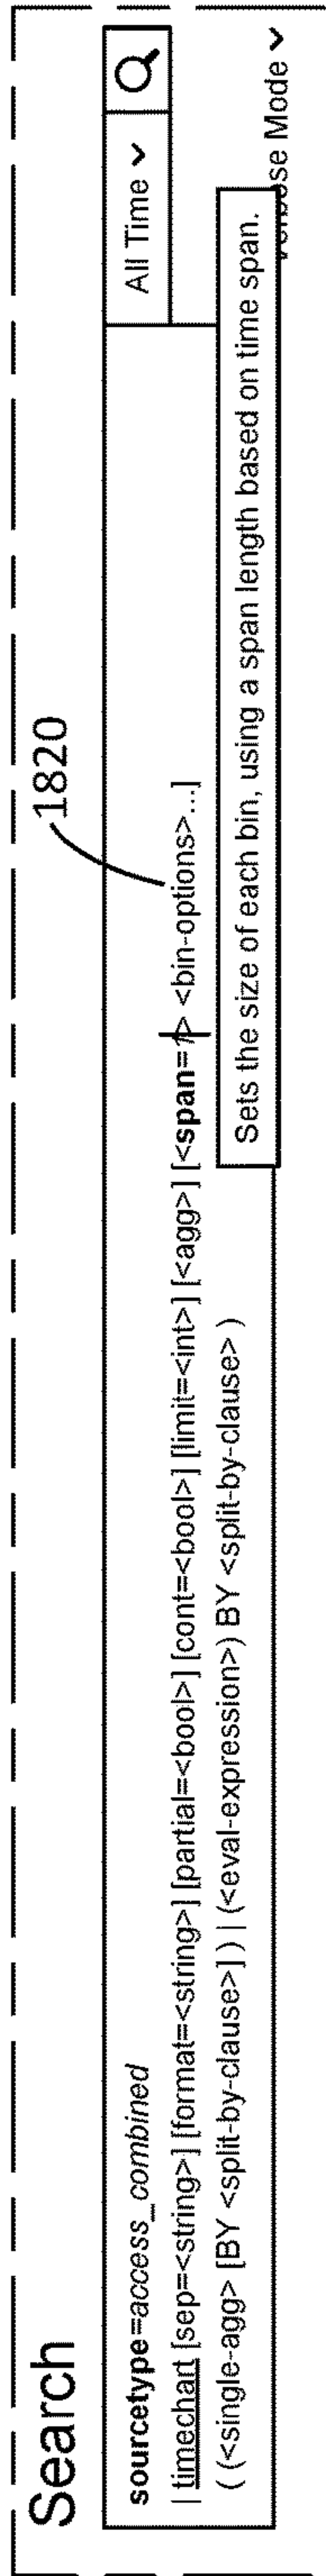 Search
1820
sourcetype=access_combined
All Time
| timechart [sep=<string>] [format=<string>] [partial=<bool>] [cont=<bool>] [limit=<int>] [<agg>] [<span=1> <bin-options>...]
( (<single-agg> [BY <split-by-clause>] ) | (<eval-expression>) BY <split-by-clause> )
Sets the size of each bin, using a span length based on time span.
Mode